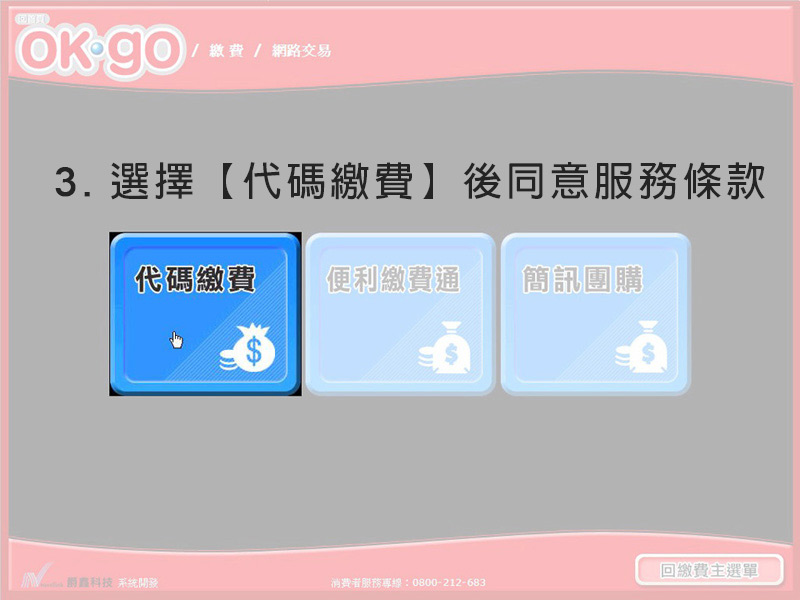 OK·go / 繳費 / 網路交易
3. 選擇【代碼繳費】後同意服務條款
代碼繳費 便利繳費通 簡訊團購
$ $ $
科技 系統開發 消費者服務專線：0800-212-683 回繳費主選單